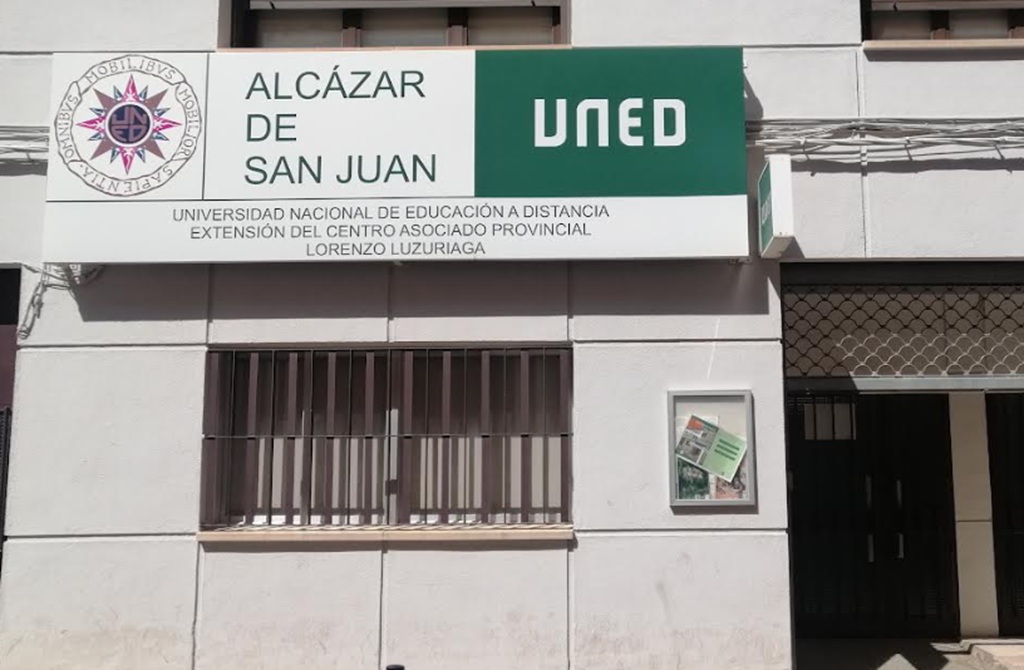 OMNIBVS MOBILIBVS MOBILIOR SAPIENTIA
UNED
ALCÁZAR
DE
SAN JUAN
UNED
UNIVERSIDAD NACIONAL DE EDUCACIÓN A DISTANCIA
EXTENSIÓN DEL CENTRO ASOCIADO PROVINCIAL
LORENZO LUZURIAGA